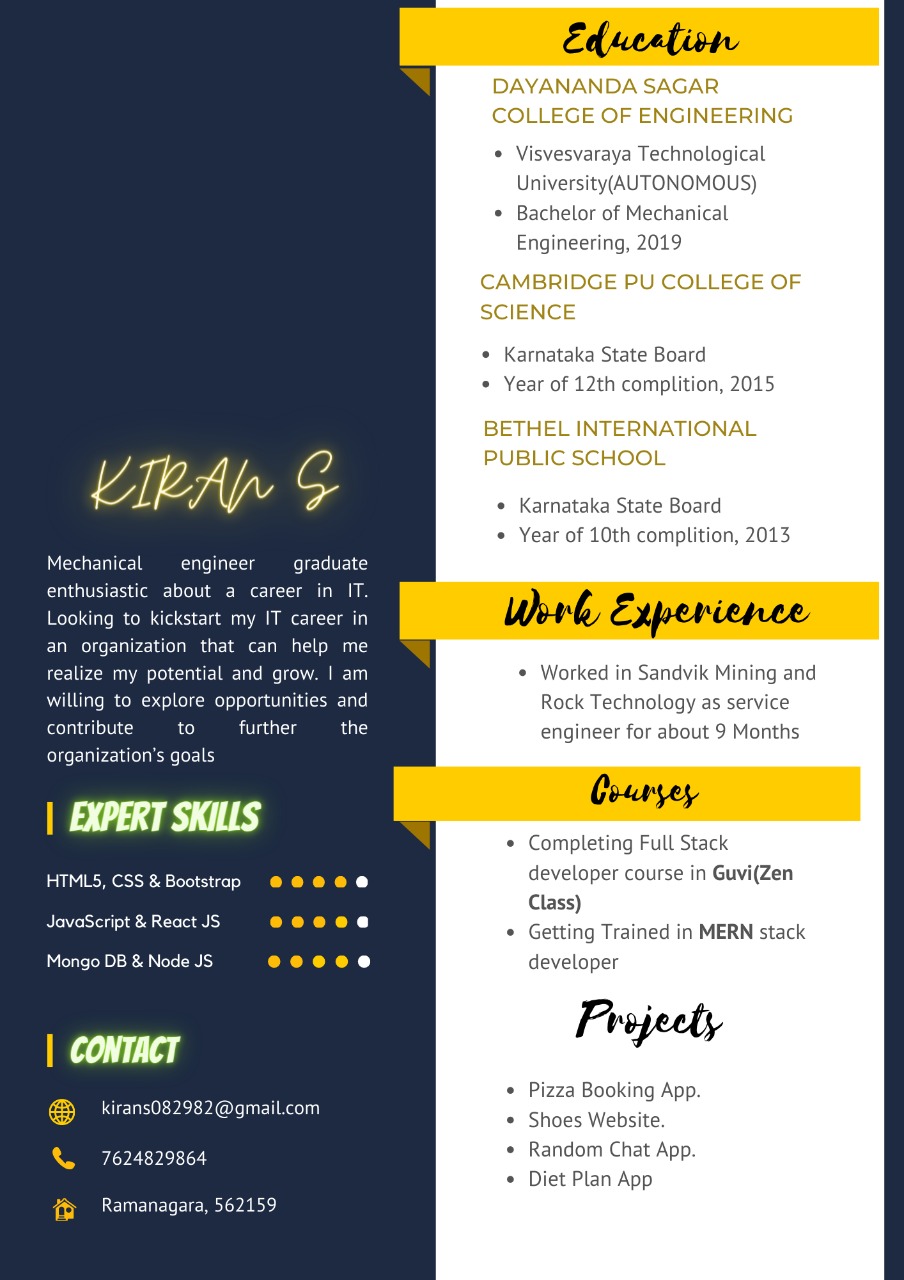 KIRAN S
Mechanical engineer graduate
enthusiastic about a career in IT.
Looking to kickstart my IT career in
an organization that can help me
realize my potential and grow. I am
willing to explore opportunities and
contribute to further the
organization’s goals
EXPERT SKILLS
HTML5, CSS & Bootstrap
JavaScript & React JS
Mongo DB & Node JS
CONTACT
kirans082982@gmail.com
7624829864
Ramanagara, 562159
Education
DAYANANDA SAGAR
COLLEGE OF ENGINEERING
• Visvesvaraya Technological
University(AUTONOMOUS)
• Bachelor of Mechanical
Engineering, 2019
CAMBRIDGE PU COLLEGE OF
SCIENCE
• Karnataka State Board
• Year of 12th complition, 2015
BETHEL INTERNATIONAL
PUBLIC SCHOOL
• Karnataka State Board
• Year of 10th complition, 2013
Work Experience
• Worked in Sandvik Mining and
Rock Technology as service
engineer for about 9 Months
Courses
• Completing Full Stack
developer course in Guvi(Zen
Class)
• Getting Trained in MERN stack
developer
Projects
• Pizza Booking App.
• Shoes Website.
• Random Chat App.
• Diet Plan App